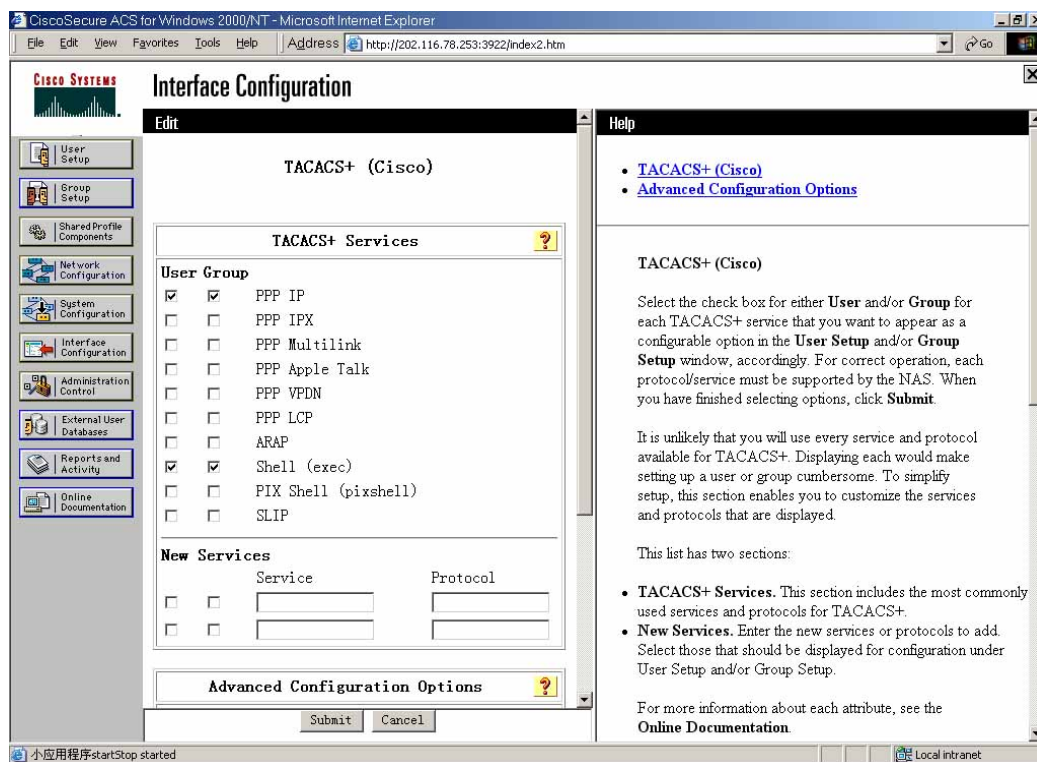 CiscoSecure ACS for Windows 2000/NT - Microsoft Internet Explorer
File Edit View Favorites Tools Help Address http://202.116.78.253:3922/index2.htm Go
CISCO SYSTEMS
Interface Configuration
User Setup
Group Setup
Shared Profile Components
Network Configuration
System Configuration
Interface Configuration
Administration Control
External User Databases
Reports and Activity
Online Documentation
Edit
TACACS+ (Cisco)
TACACS+ Services ?
User Group
PPP IP
PPP IPX
PPP Multilink
PPP Apple Talk
PPP VPDN
PPP LCP
ARAP
Shell (exec)
PIX Shell (pixshell)
SLIP
New Services
Service Protocol
Advanced Configuration Options ?
Submit Cancel
Help
TACACS+ (Cisco)
Advanced Configuration Options
TACACS+ (Cisco)
Select the check box for either User and/or Group for
each TACACS+ service that you want to appear as a
configurable option in the User Setup and/or Group
Setup window, accordingly. For correct operation, each
protocol/service must be supported by the NAS. When
you have finished selecting options, click Submit.
It is unlikely that you will use every service and protocol
available for TACACS+. Displaying each would make
setting up a user or group cumbersome. To simplify
setup, this section enables you to customize the services
and protocols that are displayed.
This list has two sections:
TACACS+ Services. This section includes the most commonly
used services and protocols for TACACS+.
New Services. Enter the new services or protocols to add.
Select those that should be displayed for configuration under
User Setup and/or Group Setup.
For more information about each attribute, see the
Online Documentation.
小应用程序startStop started
Local intranet